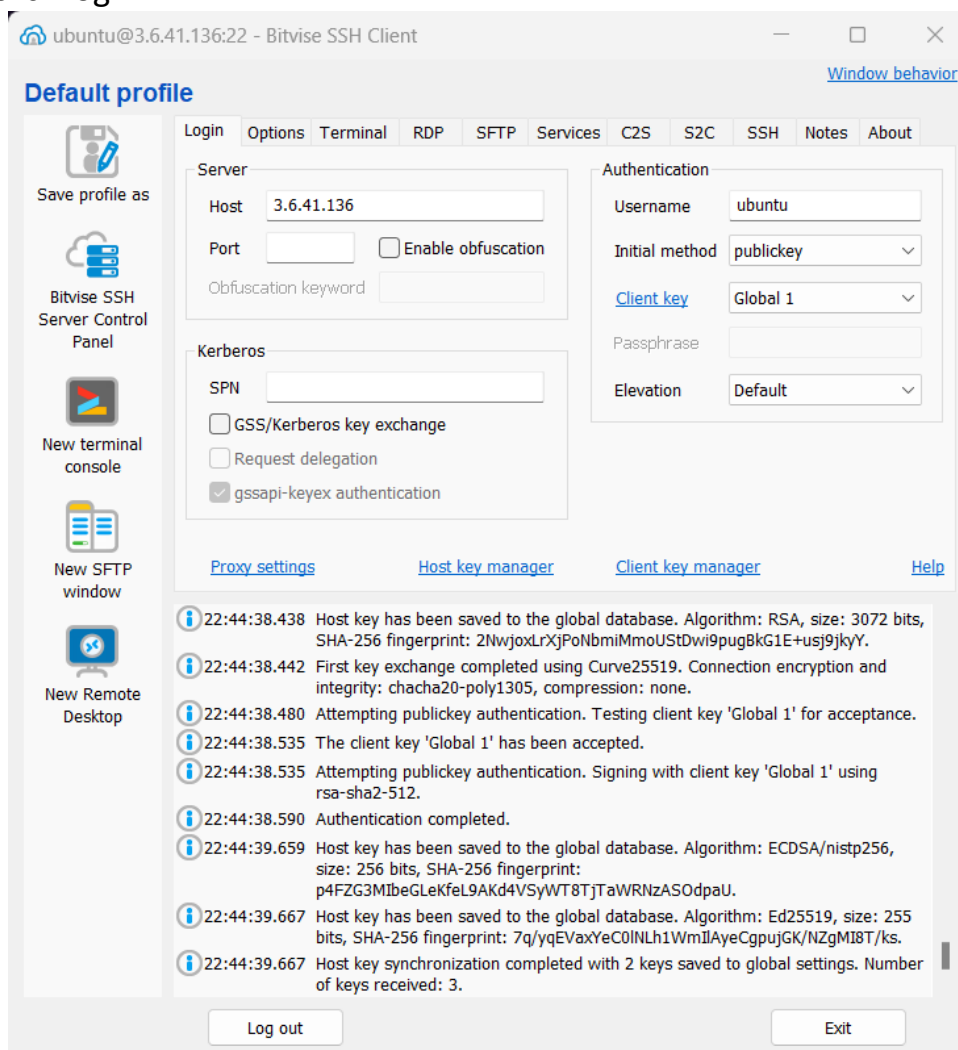 ubuntu@3.6.41.136:22 - Bitvise SSH Client
Window behavior
Default profile
Save profile as
Bitvise SSH
Server Control
Panel
New terminal
console
New SFTP
window
New Remote
Desktop
Login Options Terminal RDP SFTP Services C2S S2C SSH Notes About
Server
Host 3.6.41.136
Port Enable obfuscation
Obfuscation keyword
Kerberos
SPN
GSS/Kerberos key exchange
Request delegation
gssapi-keyex authentication
Authentication
Username ubuntu
Initial method publickey
Client key Global 1
Passphrase
Elevation Default
Proxy settings Host key manager Client key manager Help
22:44:38.438 Host key has been saved to the global database. Algorithm: RSA, size: 3072 bits,
SHA-256 fingerprint: 2NwjoxLrXjPoNbmiMmoUStDwi9pugBkG1E+usj9jkyY.
22:44:38.442 First key exchange completed using Curve25519. Connection encryption and
integrity: chacha20-poly1305, compression: none.
22:44:38.480 Attempting publickey authentication. Testing client key 'Global 1' for acceptance.
22:44:38.535 The client key 'Global 1' has been accepted.
22:44:38.535 Attempting publickey authentication. Signing with client key 'Global 1' using
rsa-sha2-512.
22:44:38.590 Authentication completed.
22:44:39.659 Host key has been saved to the global database. Algorithm: ECDSA/nistp256,
size: 256 bits, SHA-256 fingerprint:
p4FZG3MIbeGLeKfeL9AKd4VSyWT8TjTaWRNzASOdpaU.
22:44:39.667 Host key has been saved to the global database. Algorithm: Ed25519, size: 255
bits, SHA-256 fingerprint: 7q/yqEVaxYeC0lNLh1WmIlAyeCgpujGK/NZgMI8T/ks.
22:44:39.667 Host key synchronization completed with 2 keys saved to global settings. Number
of keys received: 3.
Log out Exit